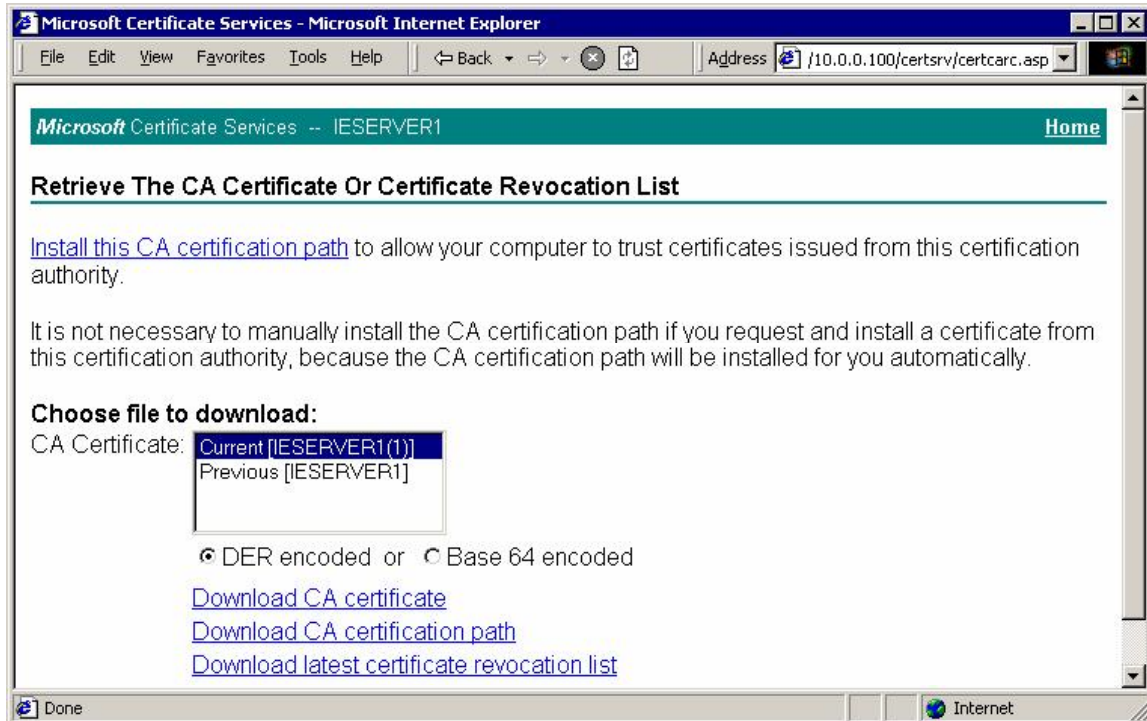 Microsoft Certificate Services - Microsoft Internet Explorer
File Edit View Favorites Tools Help Back Address /10.0.0.100/certsrv/certcarc.asp
Microsoft Certificate Services -- IESERVER1 Home
Retrieve The CA Certificate Or Certificate Revocation List
Install this CA certification path to allow your computer to trust certificates issued from this certification
authority.
It is not necessary to manually install the CA certification path if you request and install a certificate from
this certification authority, because the CA certification path will be installed for you automatically.
Choose file to download:
CA Certificate: Current [IESERVER1(1)]
Previous [IESERVER1]
DER encoded or Base 64 encoded
Download CA certificate
Download CA certification path
Download latest certificate revocation list
Done Internet